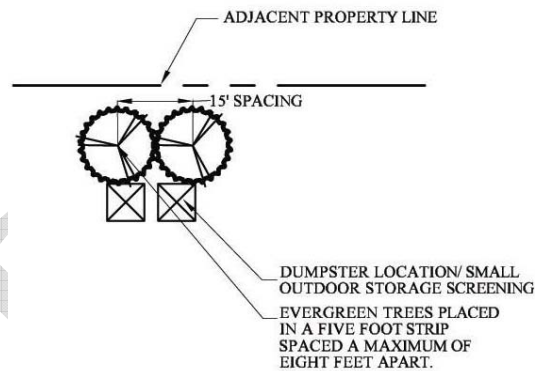 ADJACENT PROPERTY LINE
15' SPACING
DUMPSTER LOCATION/ SMALL
OUTDOOR STORAGE SCREENING
EVERGREEN TREES PLACED
IN A FIVE FOOT STRIP
SPACED A MAXIMUM OF
EIGHT FEET APART.